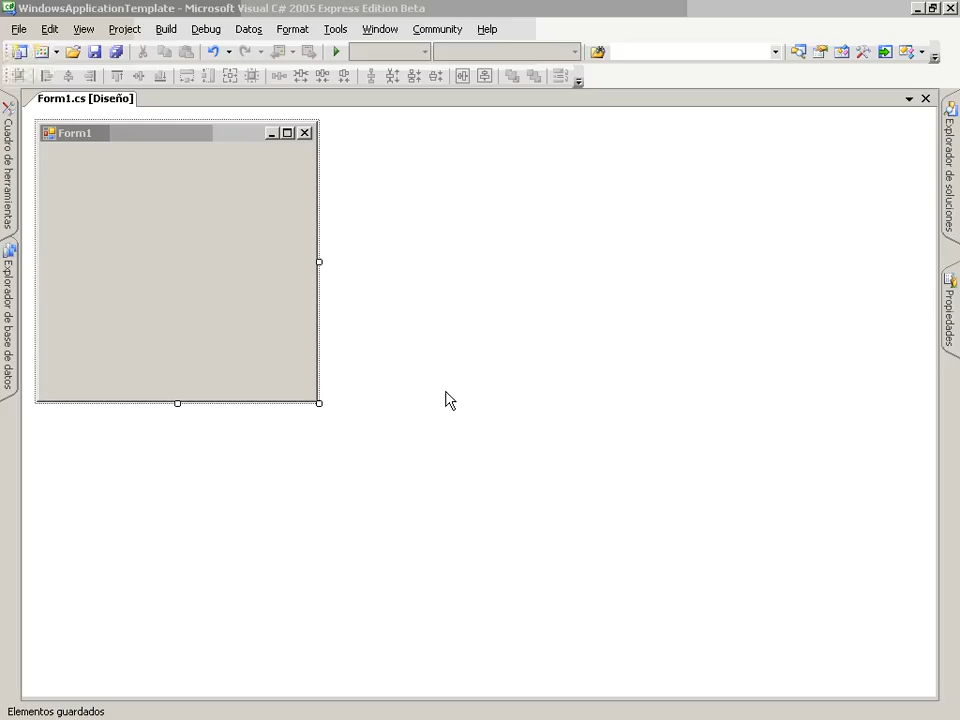 WindowsApplicationTemplate - Microsoft Visual C# 2005 Express Edition Beta
File Edit View Project Build Debug Datos Format Tools Window Community Help
Form1.cs [Diseño]
Form1
Cuadro de herramientas
Explorador de base de datos
Explorador de soluciones
Propiedades
Elementos guardados